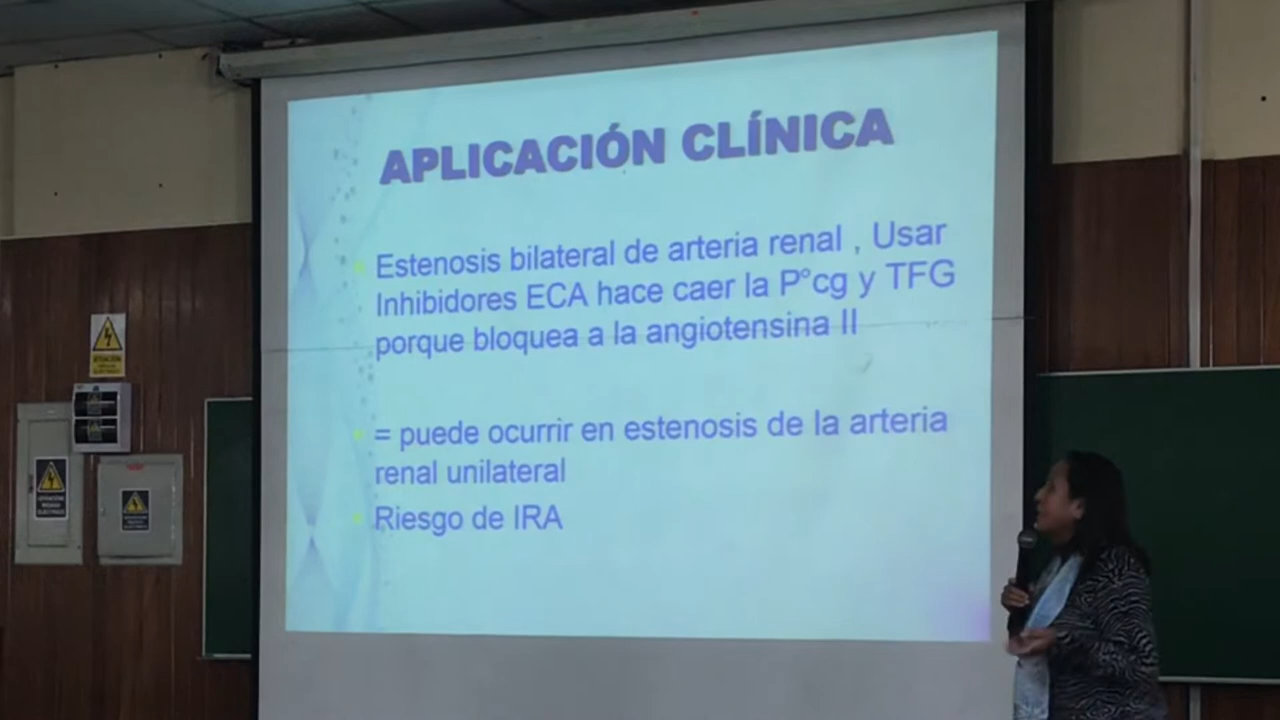 APLICACIÓN CLÍNICA
Estenosis bilateral de arteria renal , Usar
Inhibidores ECA hace caer la P°cg y TFG
porque bloquea a la angiotensina II
= puede ocurrir en estenosis de la arteria
renal unilateral
Riesgo de IRA
ATENCIÓN